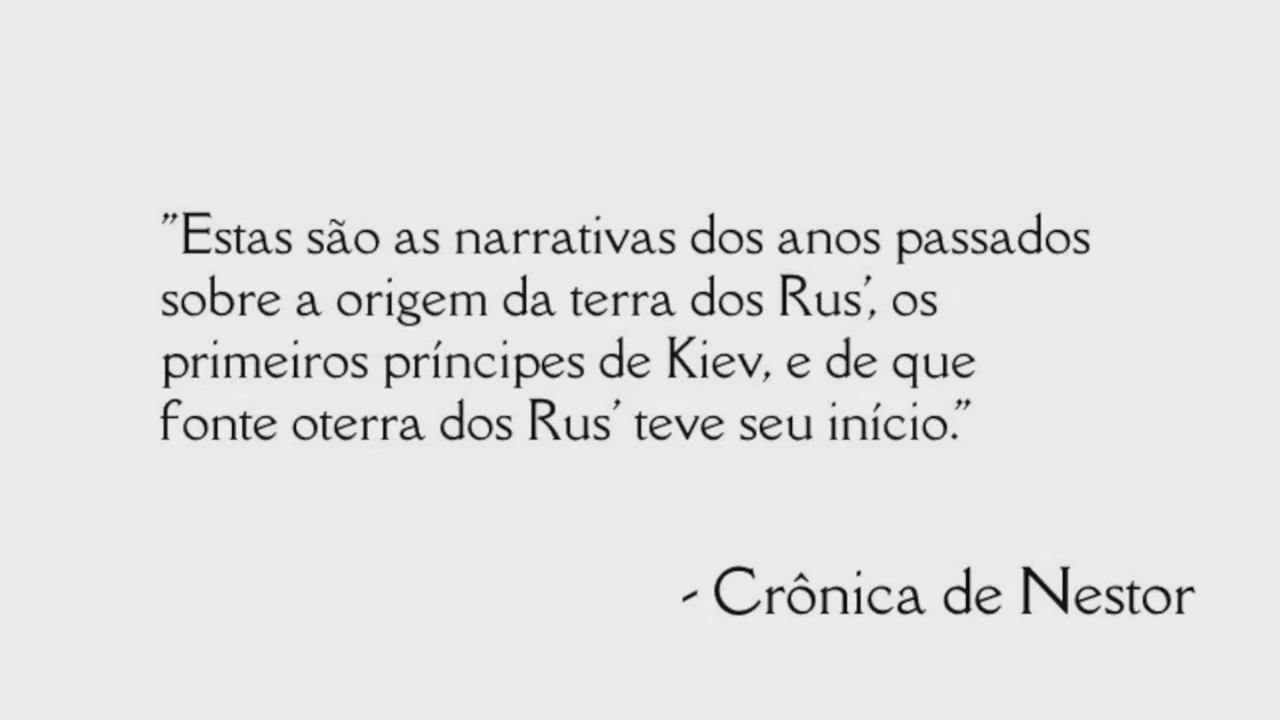 ”Estas são as narrativas dos anos passados
sobre a origem da terra dos Rus’, os
primeiros príncipes de Kiev, e de que
fonte oterra dos Rus’ teve seu início.”
- Crônica de Nestor